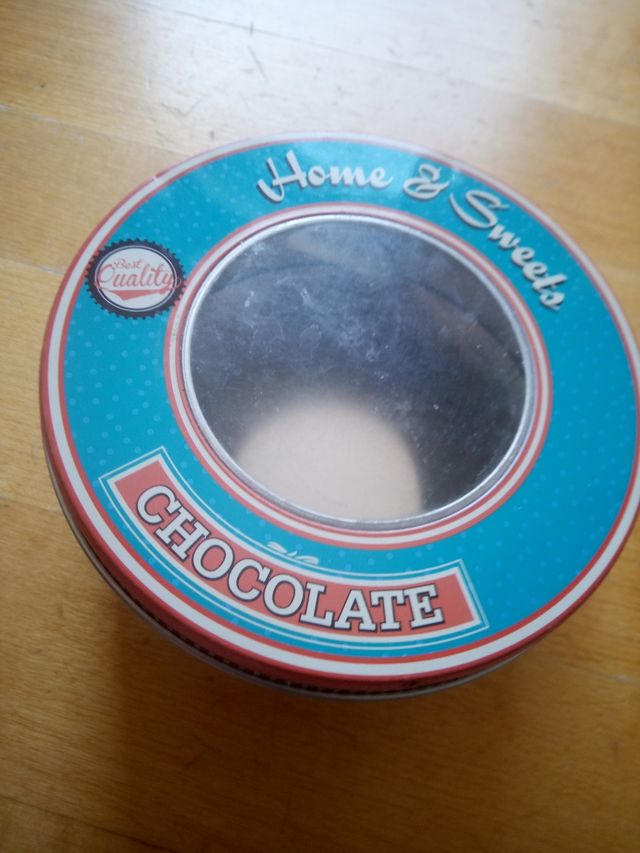 Home & Sweets
Best
Quality
CHOCOLATE